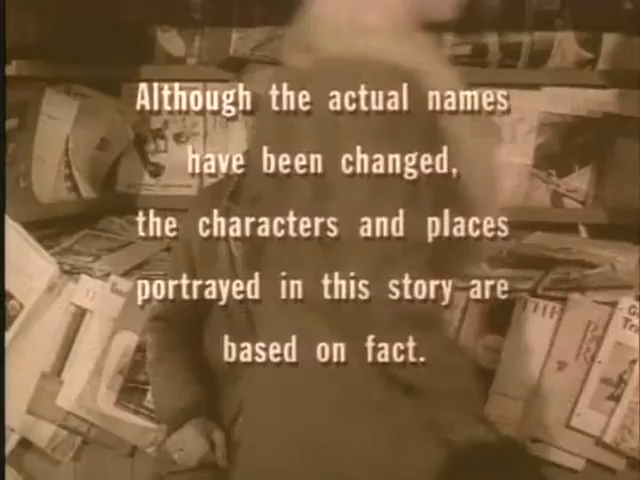 Although the actual names
have been changed,
the characters and places
portrayed in this story are
based on fact.